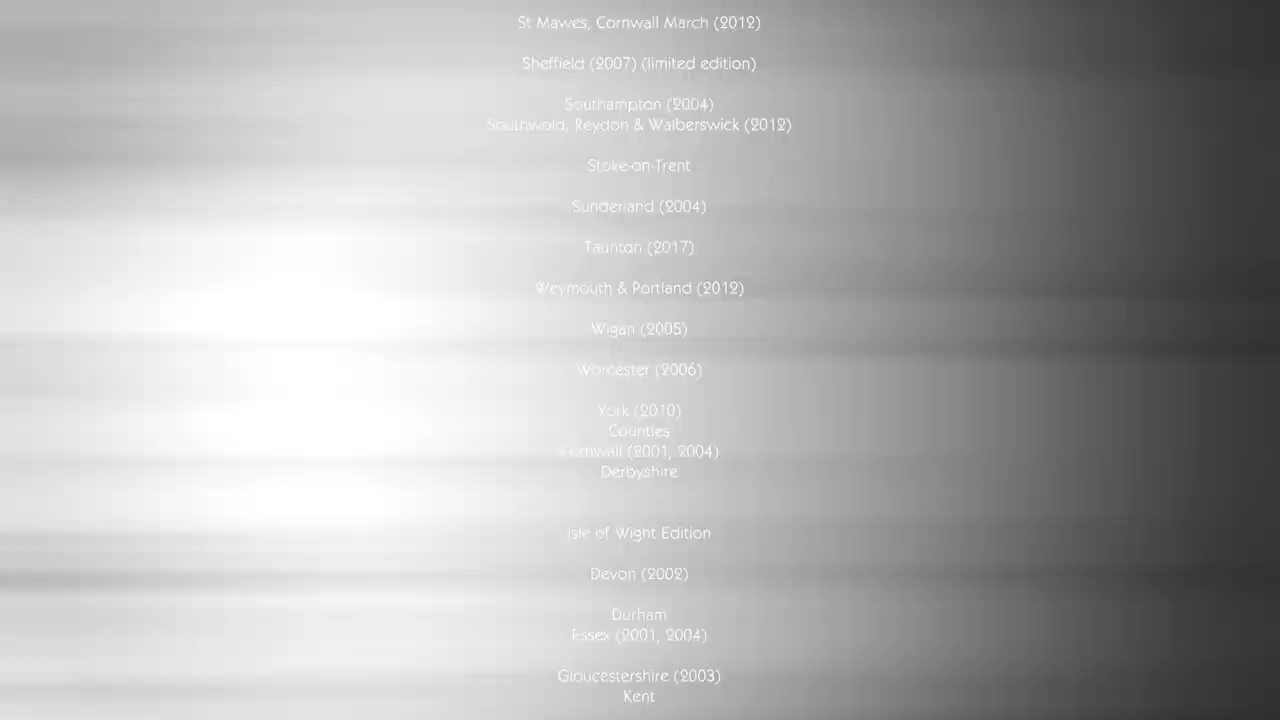 St Mawes, Cornwall March (2012)
Sheffield (2007) (limited edition)
Southampton (2004)
Southwold, Reydon & Walberswick (2012)
Stoke-on-Trent
Sunderland (2004)
Taunton (2017)
Weymouth & Portland (2012)
Wigan (2005)
Worcester (2006)
York (2010)
Counties
Cornwall (2001, 2004)
Derbyshire
Isle of Wight Edition
Devon (2002)
Durham
Essex (2001, 2004)
Gloucestershire (2003)
Kent